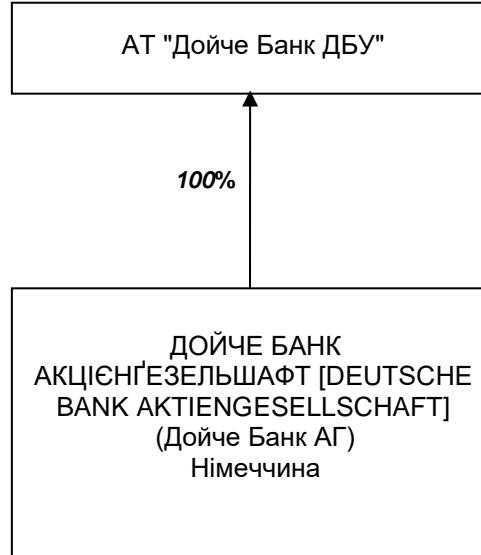 АТ "Дойче Банк ДБУ"
100%
ДОЙЧЕ БАНК
АКЦІЄНҐЕЗЕЛЬШАФТ [DEUTSCHE
BANK AKTIENGESELLSCHAFT]
(Дойче Банк АГ)
Німеччина